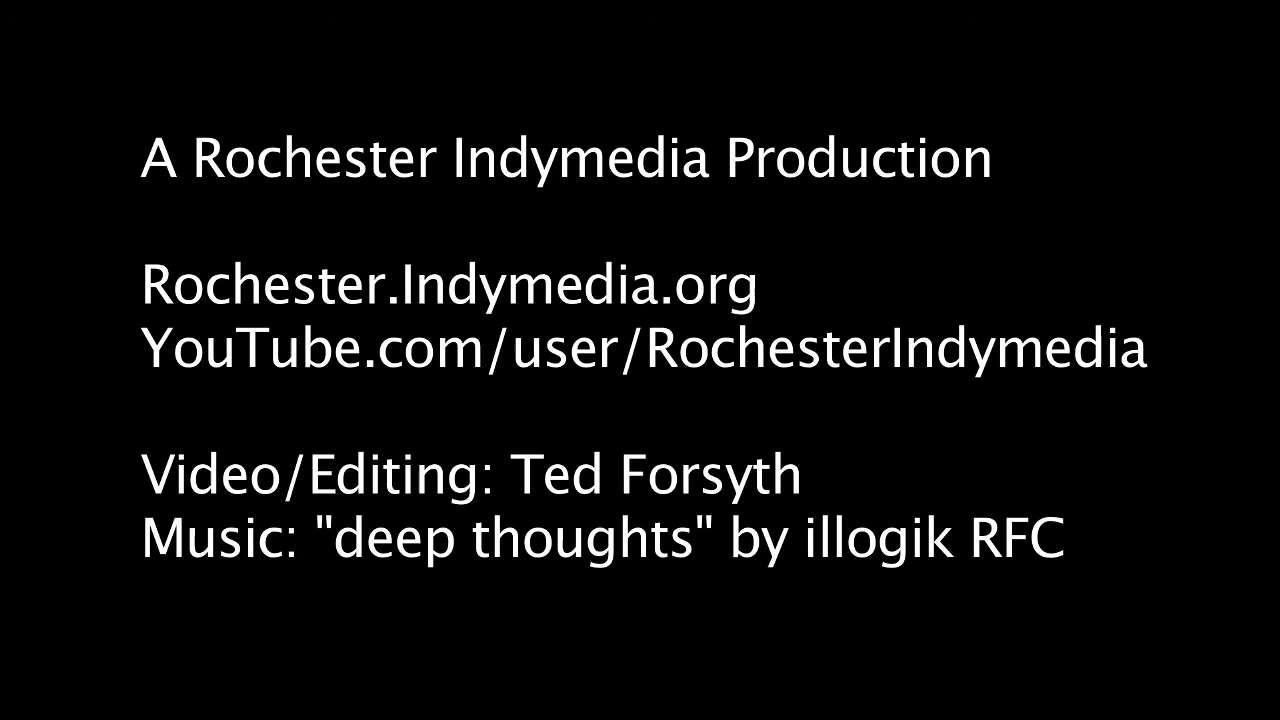 A Rochester Indymedia Production
Rochester.Indymedia.org
YouTube.com/user/RochesterIndymedia
Video/Editing: Ted Forsyth
Music: "deep thoughts" by illogik RFC